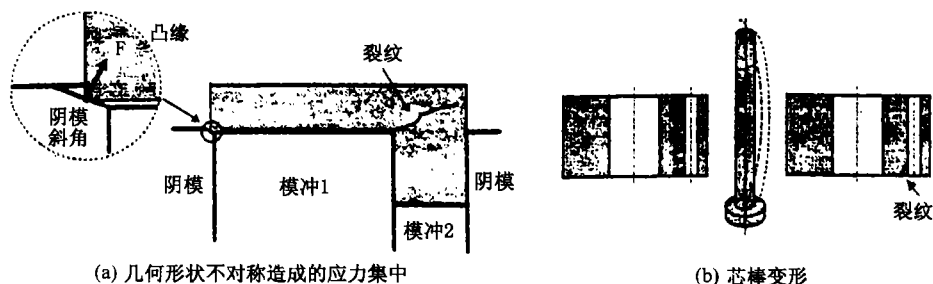 凸缘
F
阴模
斜角
裂纹
阴模
模冲1
阴模
模冲2
裂纹
(a) 几何形状不对称造成的应力集中
(b) 芯棒变形